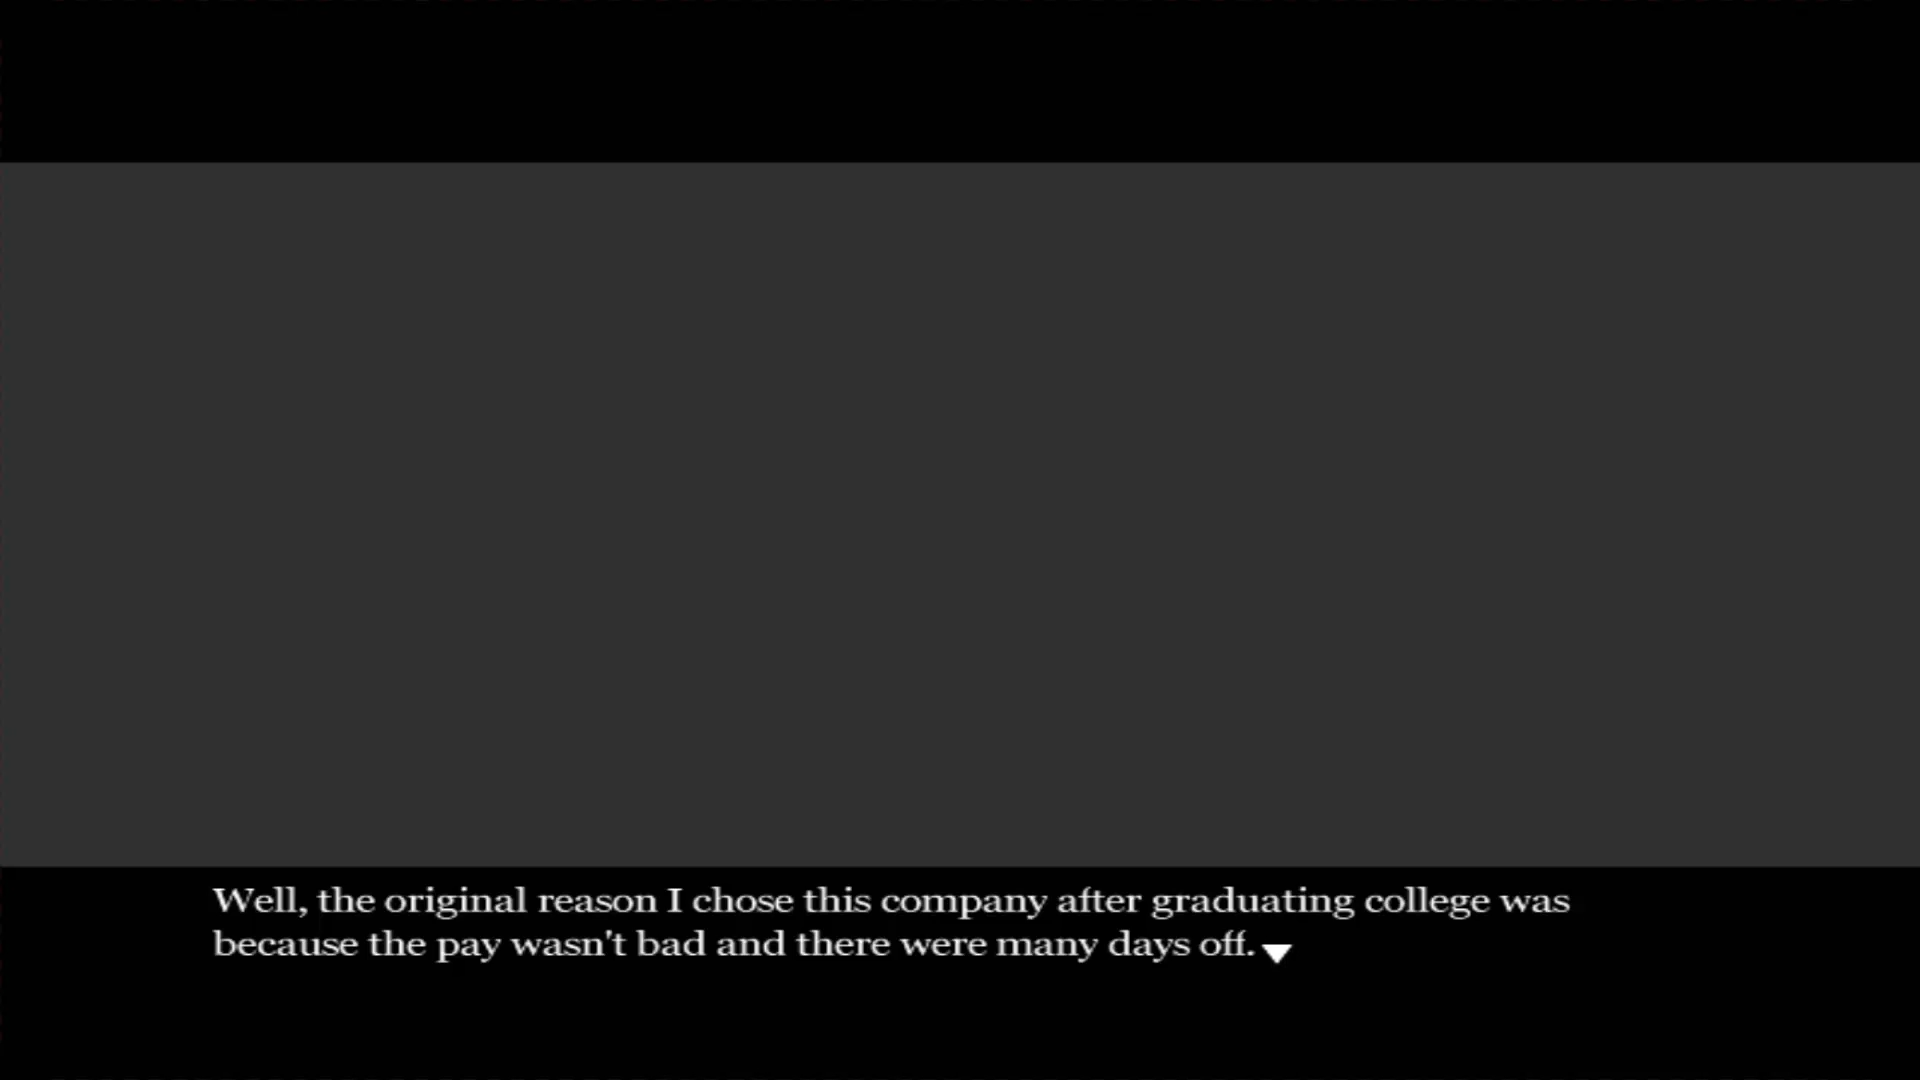 Well, the original reason I chose this company after graduating college was
because the pay wasn't bad and there were many days off.